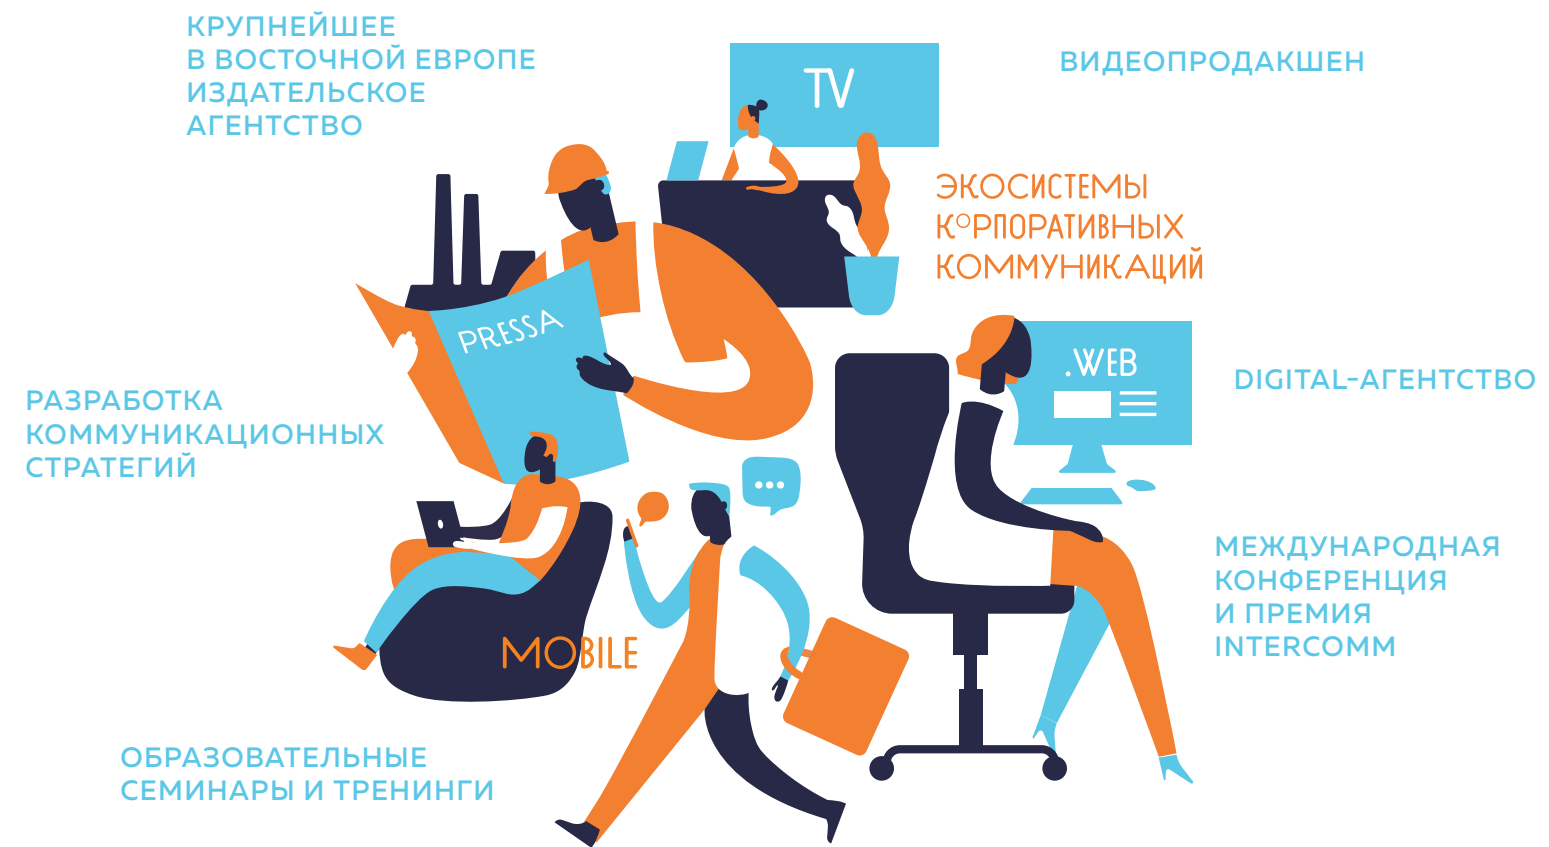 КРУПНЕЙШЕЕ
В ВОСТОЧНОЙ ЕВРОПЕ
ИЗДАТЕЛЬСКОЕ
АГЕНТСТВО
TV
ВИДЕОПРОДАКШЕН
ЭКОСИСТЕМЫ
КОРПОРАТИВНЫХ
КОММУНИКАЦИЙ
PRESSA
.WEB
DIGITAL-АГЕНТСТВО
РАЗРАБОТКА
КОММУНИКАЦИОННЫХ
СТРАТЕГИЙ
МЕЖДУНАРОДНАЯ
КОНФЕРЕНЦИЯ
И ПРЕМИЯ
INTERCOMM
MOBILE
ОБРАЗОВАТЕЛЬНЫЕ
СЕМИНАРЫ И ТРЕНИНГИ